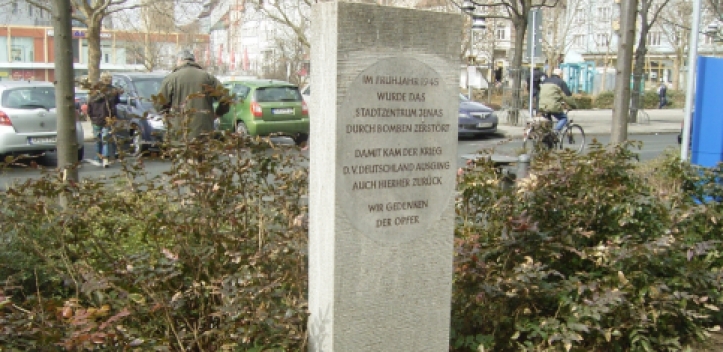 IM FRÜHJAHR 1945
WURDE DAS
STADTZENTRUM JENAS
DURCH BOMBEN ZERSTÖRT
DAMIT KAM DER KRIEG
D.V. DEUTSCHLAND AUSGING
AUCH HIERHER ZURÜCK
WIR GEDENKEN
DER OPFER